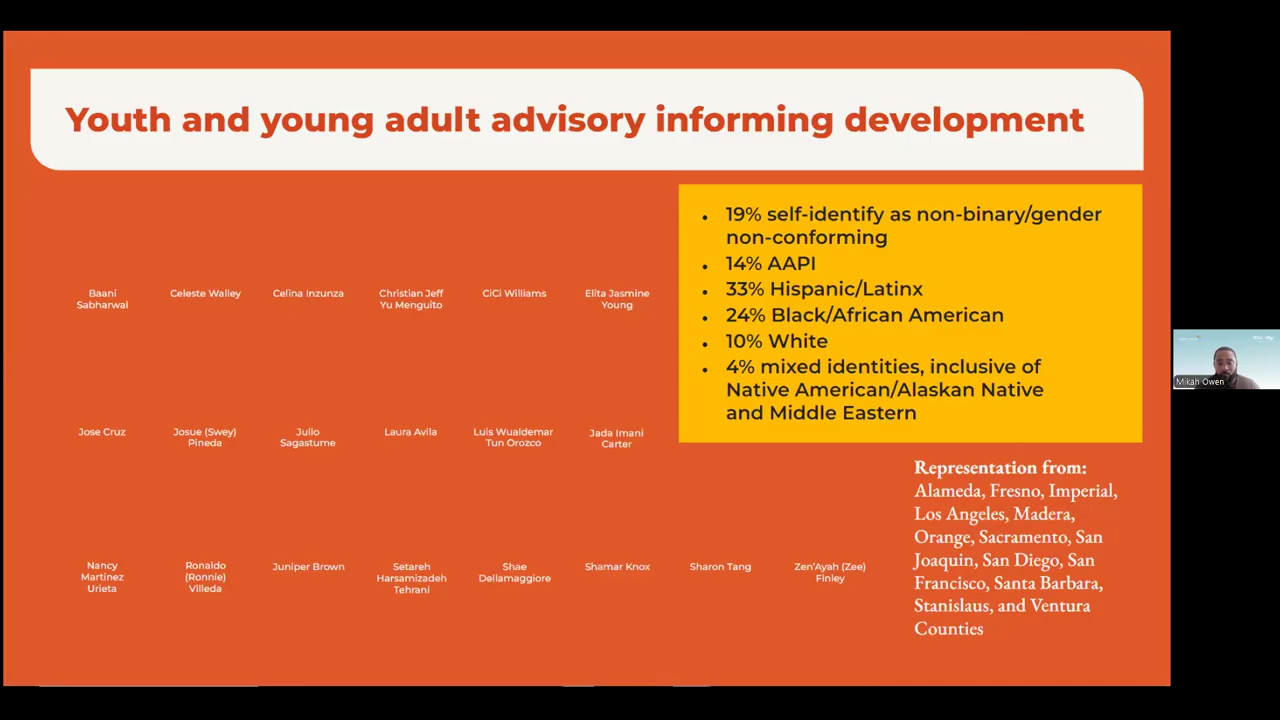 Youth and young adult advisory informing development
• 19% self-identify as non-binary/gender
non-conforming
• 14% AAPI
• 33% Hispanic/Latinx
• 24% Black/African American
• 10% White
• 4% mixed identities, inclusive of
Native American/Alaskan Native
and Middle Eastern
Baani
Sabharwal
Celeste Walley
Celina Inzunza
Christian Jeff
Yu Menguito
CiCi Williams
Elita Jasmine
Young
Jose Cruz
Josue (Swey)
Pineda
Julio
Sagastume
Laura Avila
Luis Wualdemar
Tun Orozco
Jada Imani
Carter
Nancy
Martinez
Urieta
Ronaldo
(Ronnie)
Villeda
Juniper Brown
Setareh
Harsamizadeh
Tehrani
Shae
Dellamaggiore
Shamar Knox
Sharon Tang
Zen'Ayah (Zee)
Finley
Representation from:
Alameda, Fresno, Imperial,
Los Angeles, Madera,
Orange, Sacramento, San
Joaquin, San Diego, San
Francisco, Santa Barbara,
Stanislaus, and Ventura
Counties
Mikah Owen